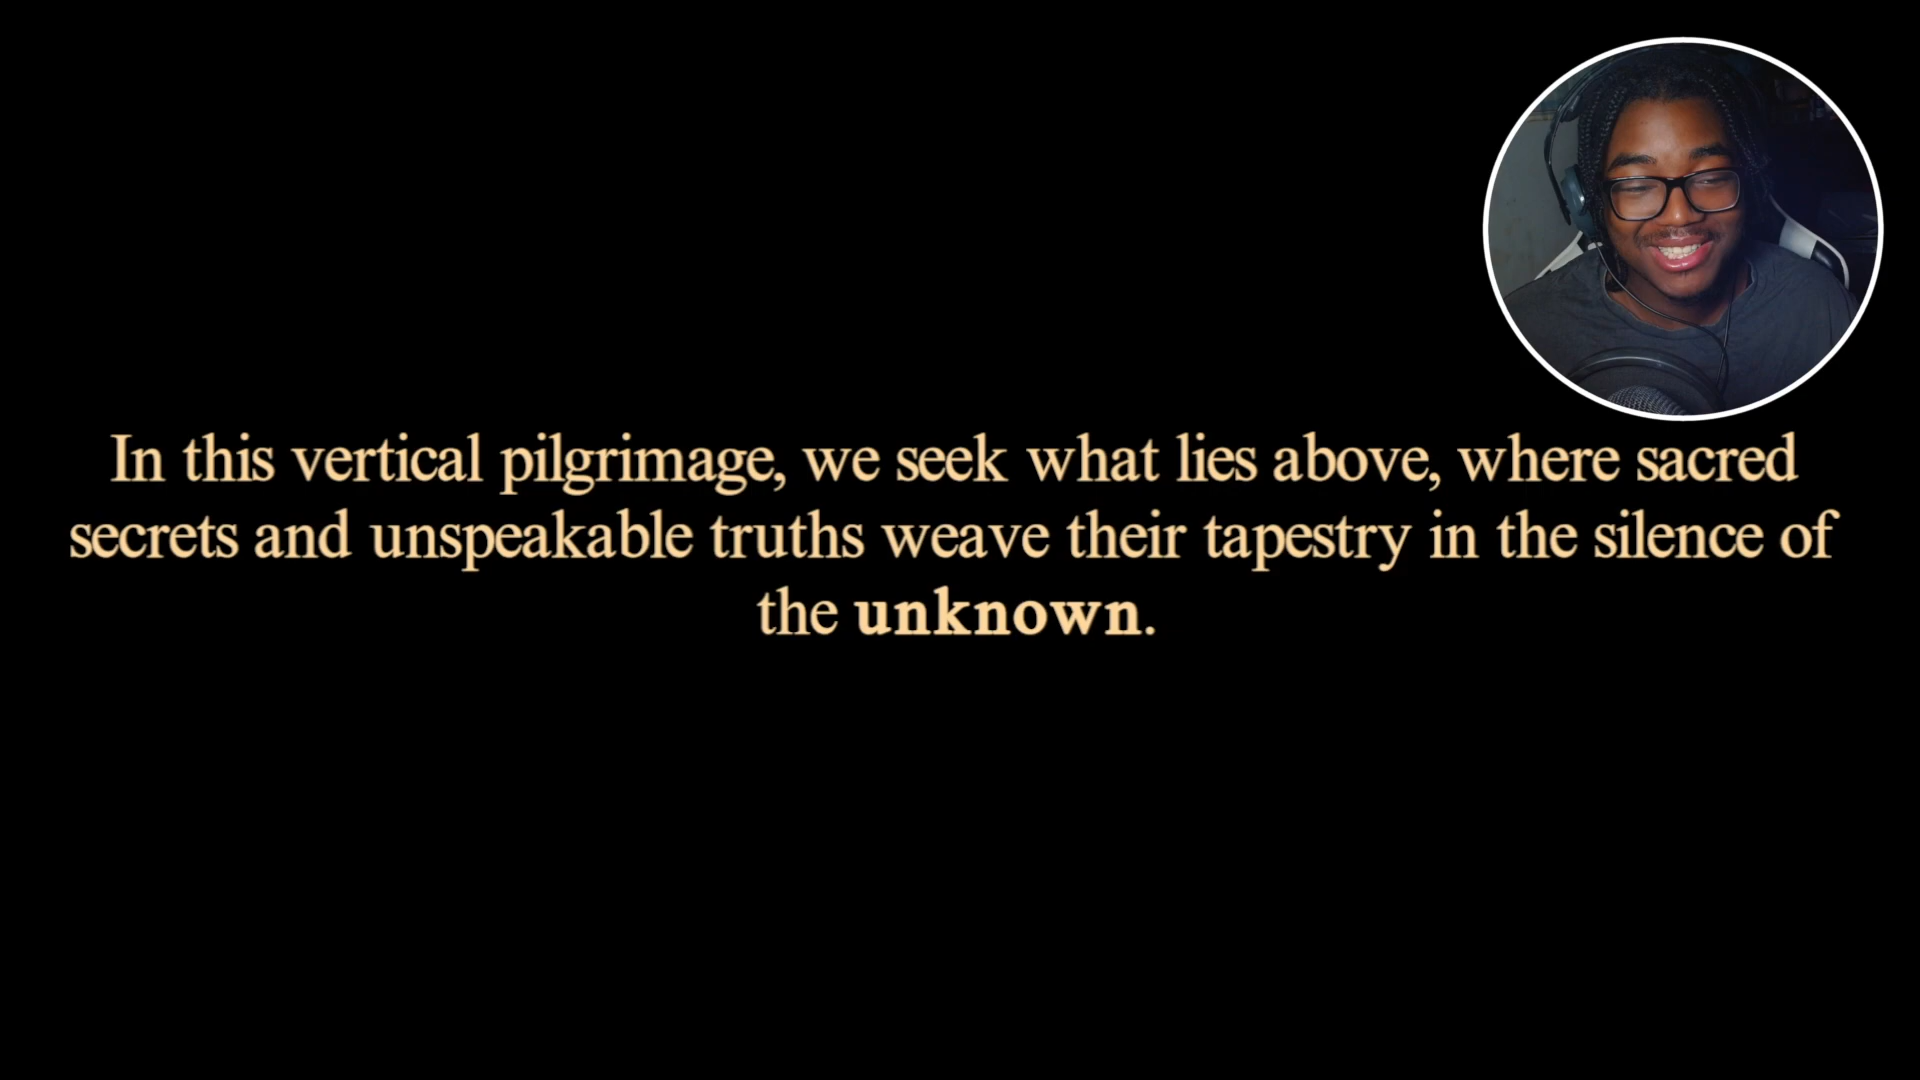 In this vertical pilgrimage, we seek what lies above, where sacred
secrets and unspeakable truths weave their tapestry in the silence of
the unknown.